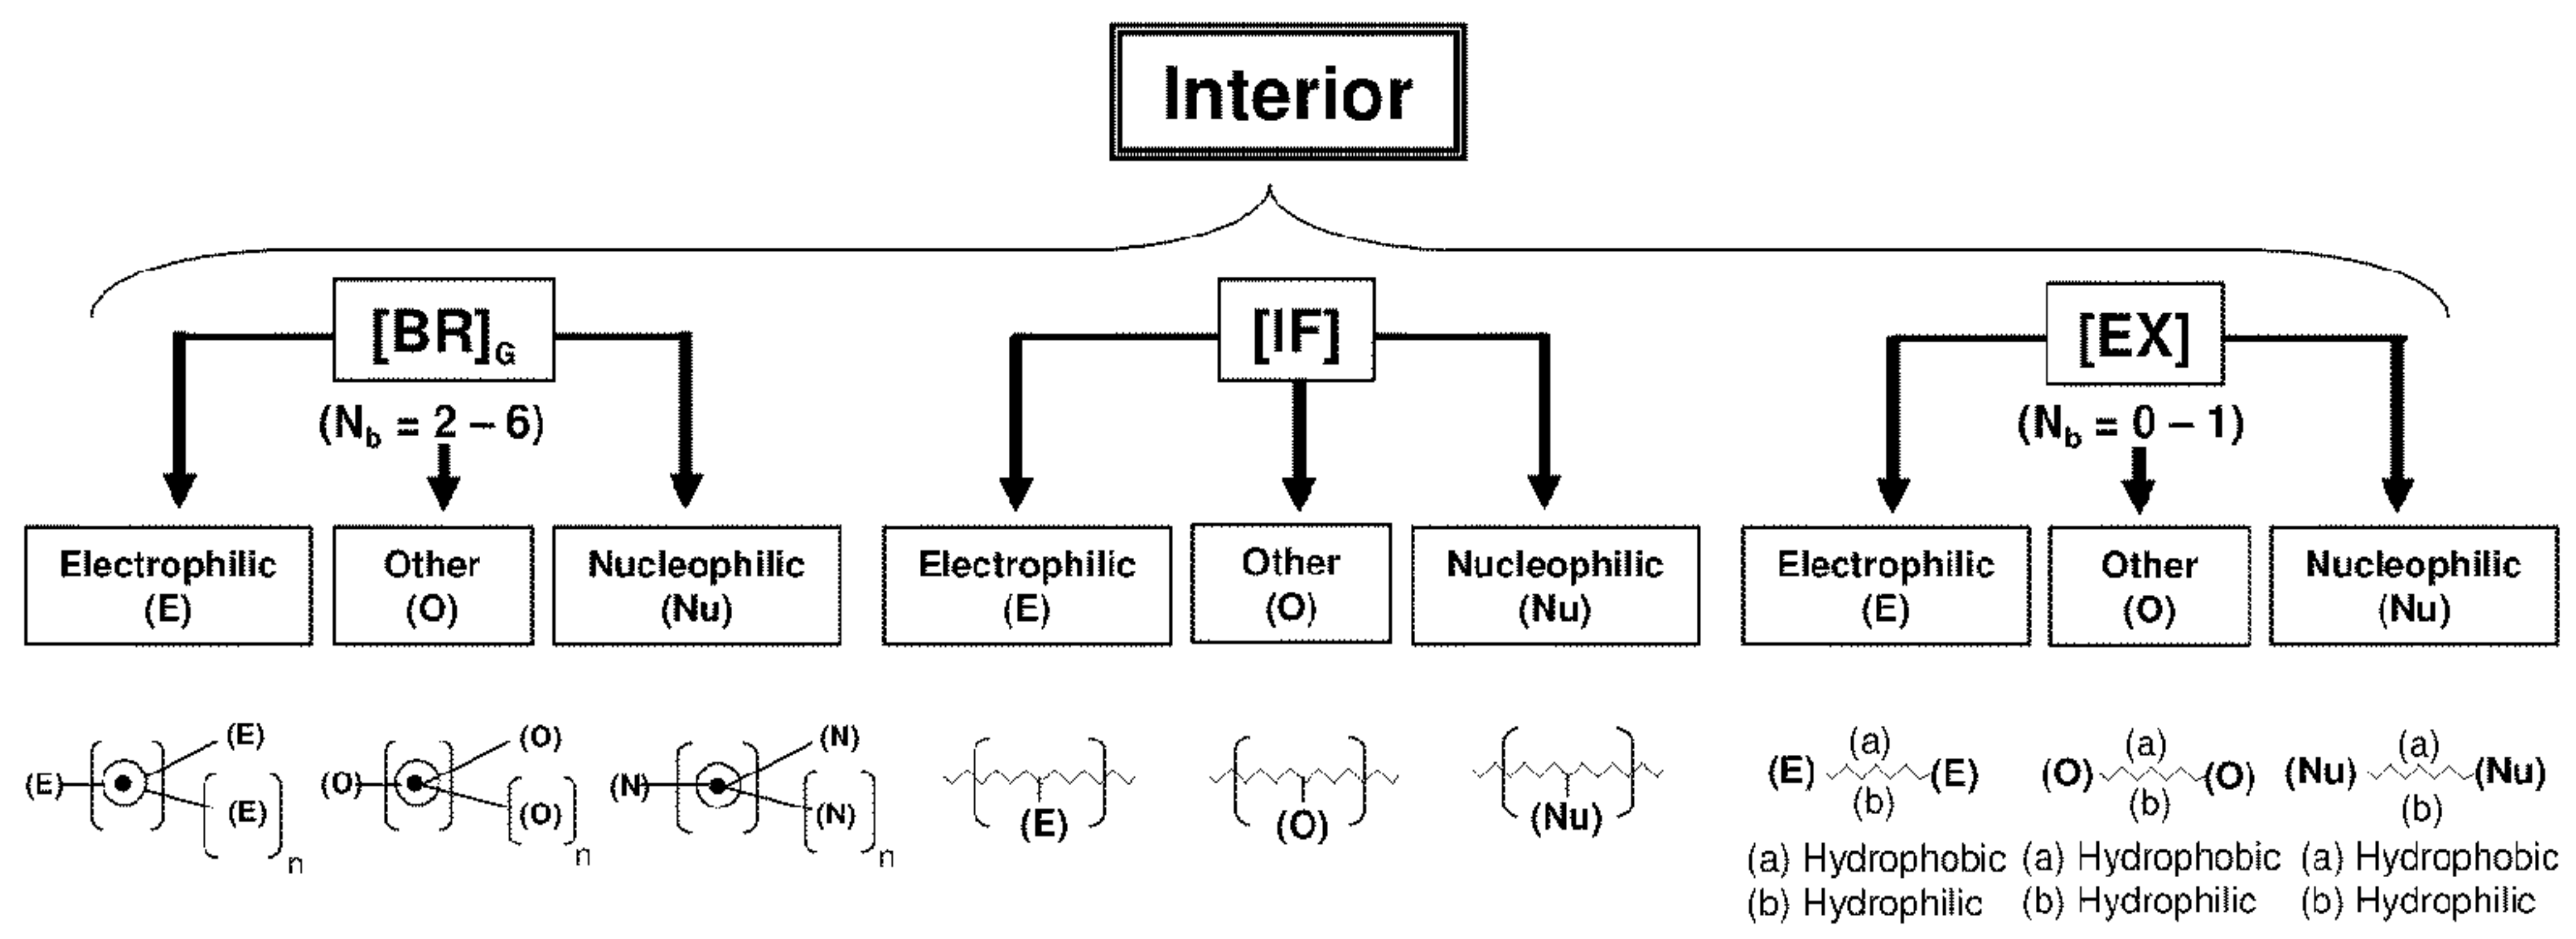 Interior
[BR]G
[IF]
[EX]
(Nb = 2 – 6)
(Nb = 0 – 1)
Electrophilic
(E)
Other
(O)
Nucleophilic
(Nu)
Electrophilic
(E)
Other
(O)
Nucleophilic
(Nu)
Electrophilic
(E)
Other
(O)
Nucleophilic
(Nu)
(E)
(E)
(E)
n
(O)
(O)
(O)
n
(N)
(N)
(N)
n
(E)
(O)
(Nu)
(E) (a) (E)
(b)
(O) (a) (O)
(b)
(Nu) (a) (Nu)
(b)
(a) Hydrophobic
(b) Hydrophilic
(a) Hydrophobic
(b) Hydrophilic
(a) Hydrophobic
(b) Hydrophilic